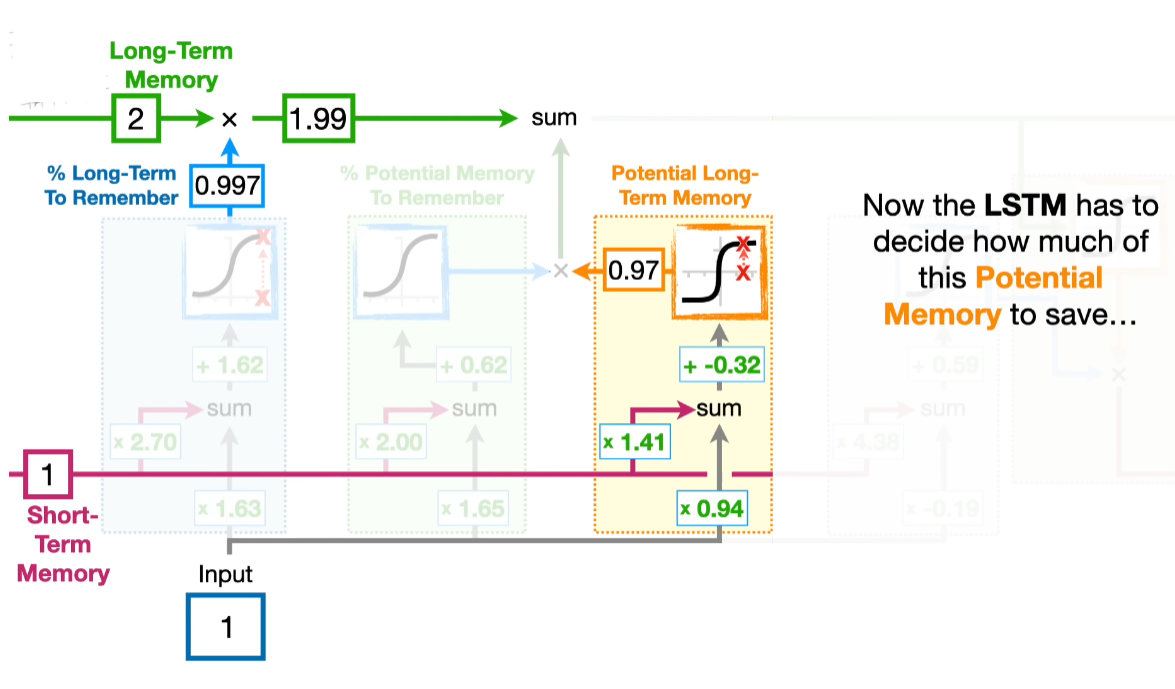 Long-Term
Memory
2
×
1.99
sum
% Long-Term
To Remember
0.997
% Potential Memory
To Remember
Potential Long-
Term Memory
×
0.97
Now the LSTM has to
decide how much of
this Potential
Memory to save…
+ 1.62
+ 0.62
+ -0.32
+ 0.59
×
sum
sum
sum
sum
x 2.70
x 2.00
x 1.41
x 4.38
1
Short-
Term
Memory
x 1.63
x 1.65
x 0.94
x -0.19
Input
1